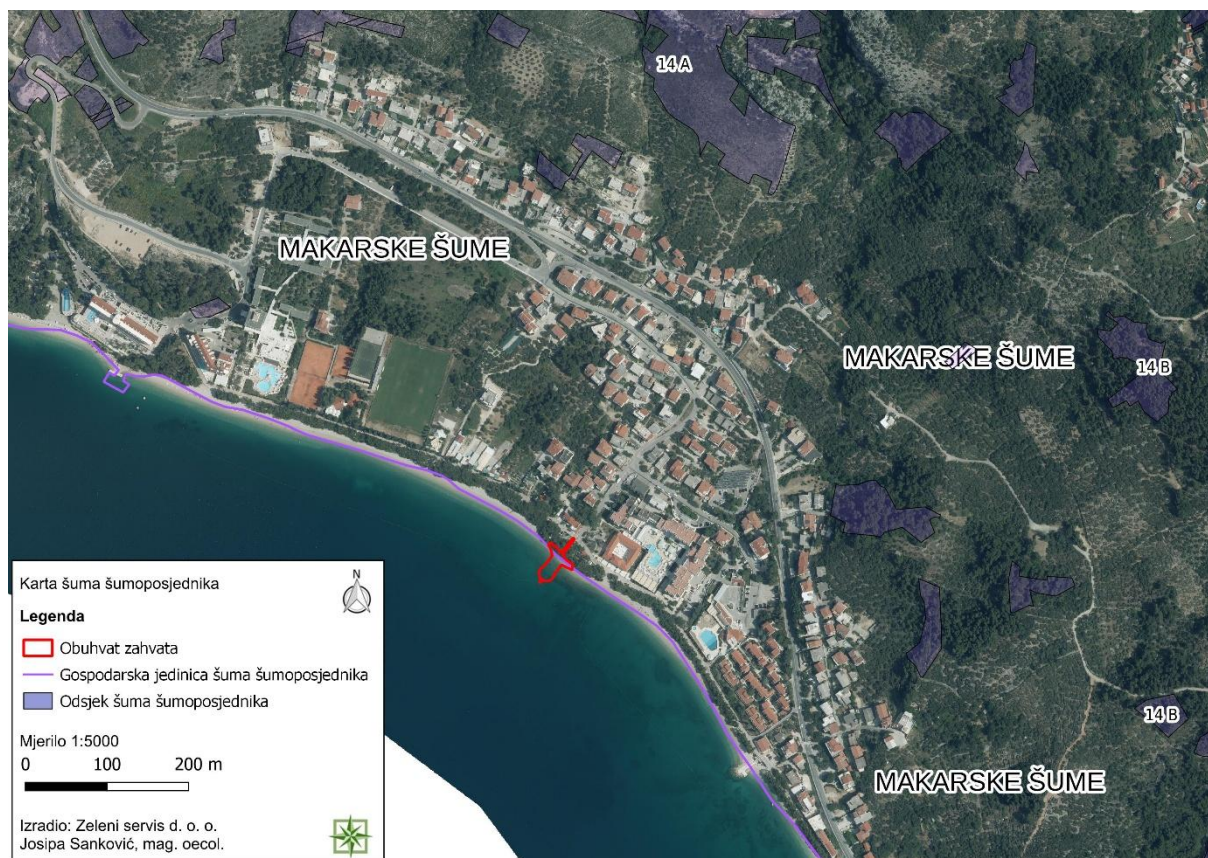 14 A
MAKARSKE ŠUME
MAKARSKE ŠUME
14 B
14 B
MAKARSKE ŠUME
Karta šuma šumoposjednika
N
Legenda
Obuhvat zahvata
Gospodarska jedinica šuma šumoposjednika
Odsjek šuma šumoposjednika
Mjerilo 1:5000
0 100 200 m
Izradio: Zeleni servis d. o. o.
Josipa Sanković, mag. oecol.